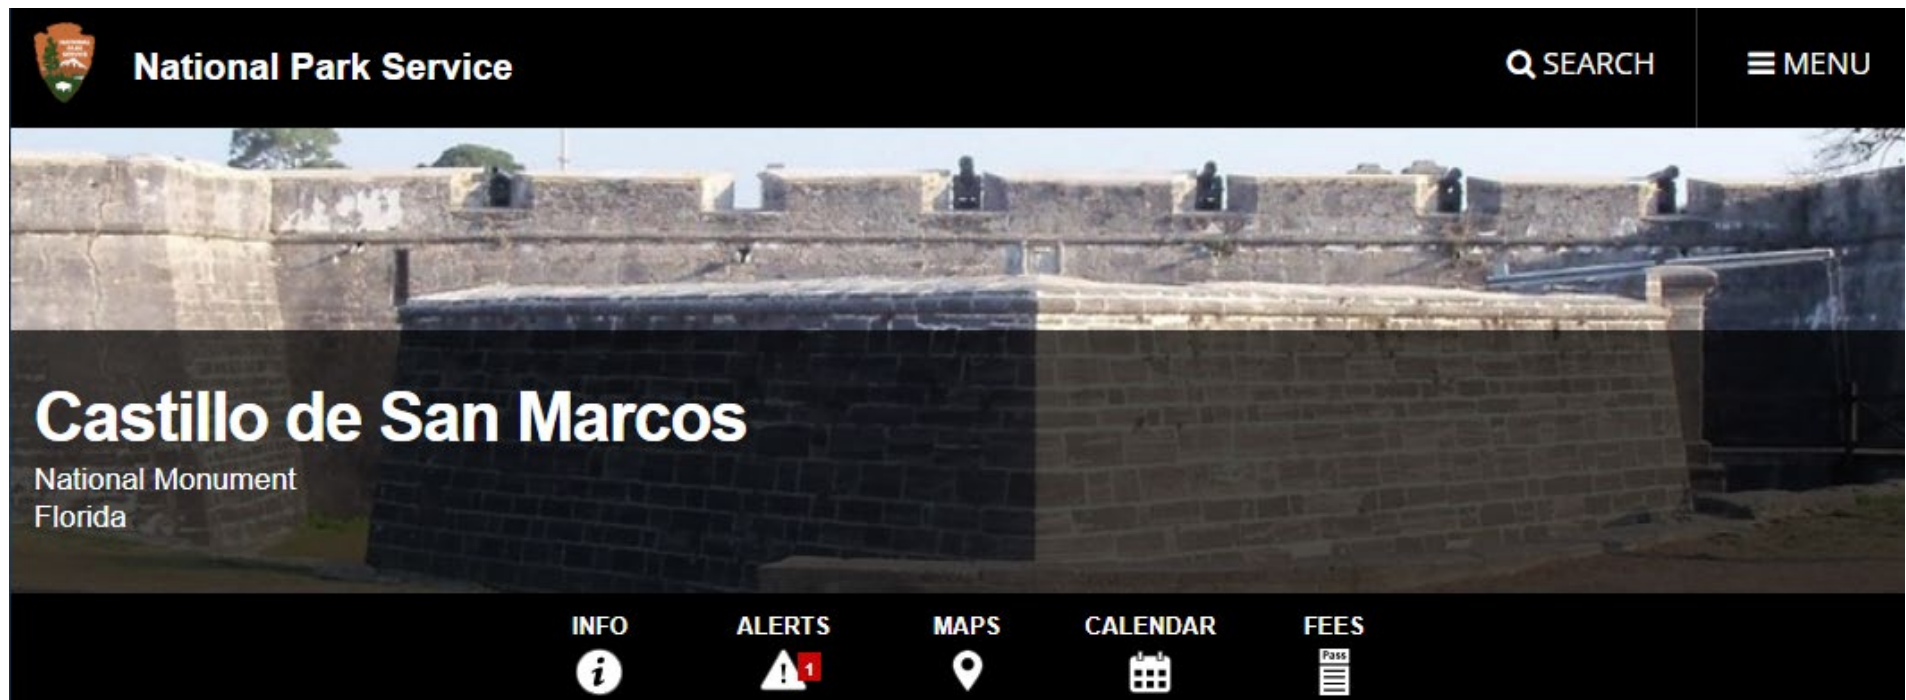 National Park Service
SEARCH
MENU
Castillo de San Marcos
National Monument
Florida
INFO
ALERTS
MAPS
CALENDAR
FEES
1
Pass